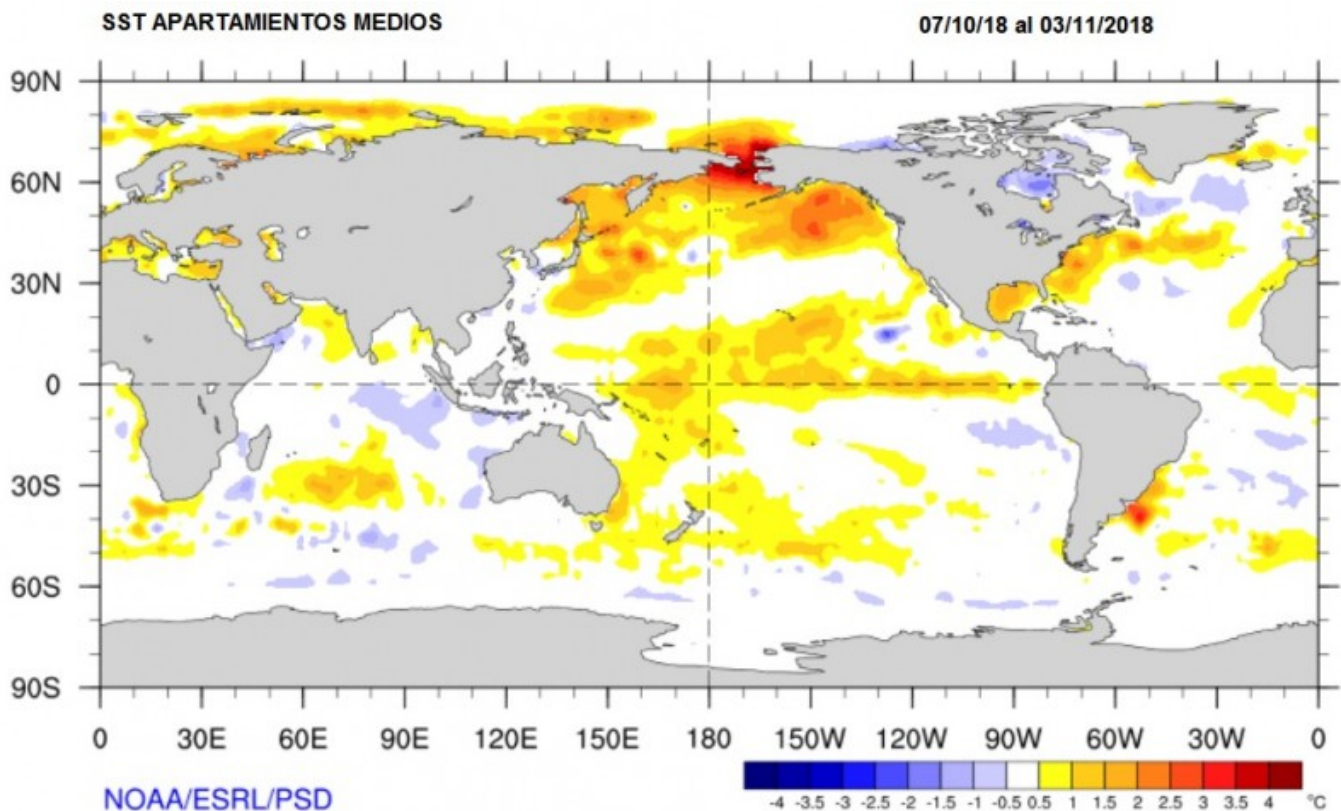 SST APARTAMIENTOS MEDIOS 07/10/18 al 03/11/2018
90N
60N
30N
0
30S
60S
90S
0 30E 60E 90E 120E 150E 180 150W 120W 90W 60W 30W 0
NOAA/ESRL/PSD
-4 -3.5 -3 -2.5 -2 -1.5 -1 -0.5 0.5 1 1.5 2 2.5 3 3.5 4 °C